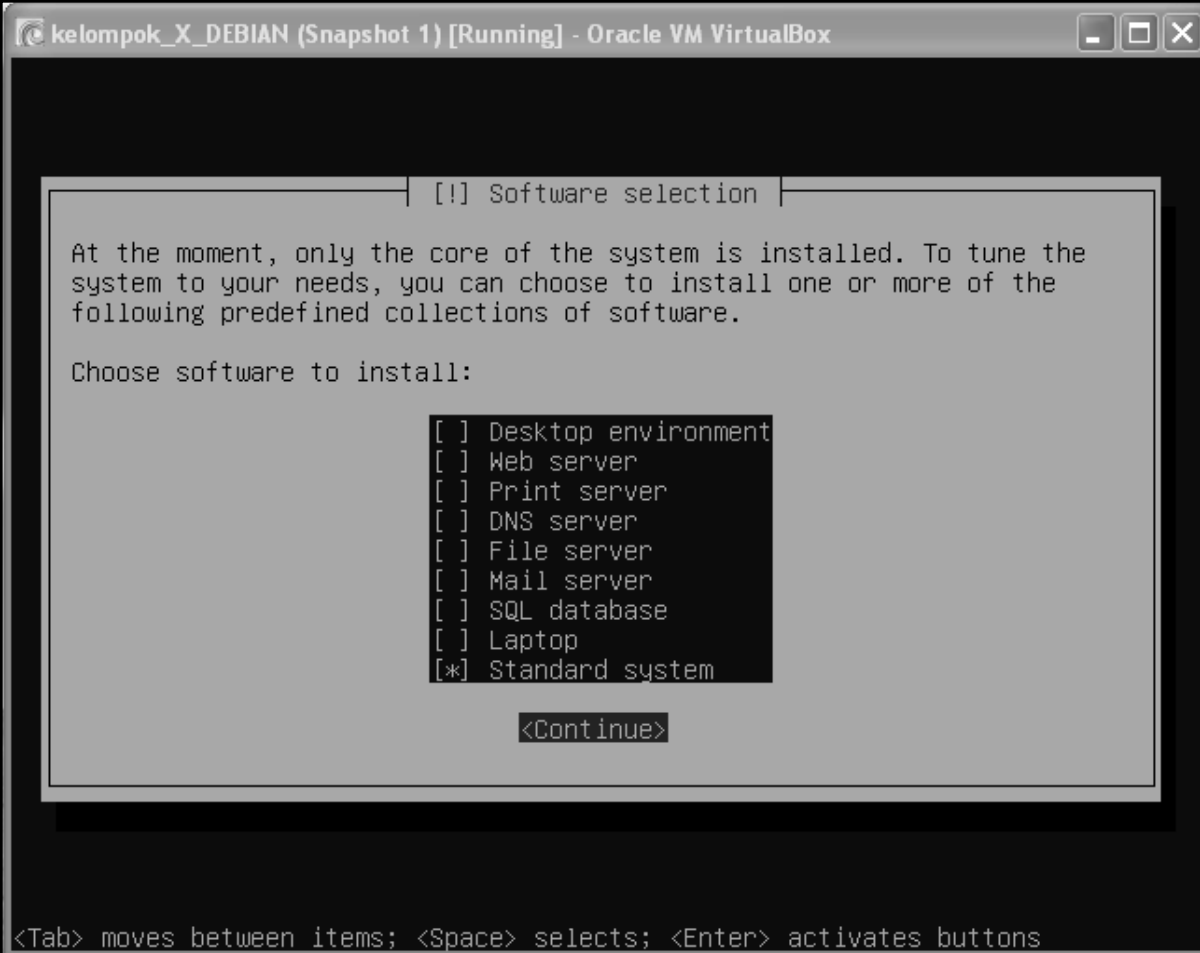 kelompok_X_DEBIAN (Snapshot 1) [Running] - Oracle VM VirtualBox
[!] Software selection
At the moment, only the core of the system is installed. To tune the
system to your needs, you can choose to install one or more of the
following predefined collections of software.
Choose software to install:
[ ] Desktop environment
[ ] Web server
[ ] Print server
[ ] DNS server
[ ] File server
[ ] Mail server
[ ] SQL database
[ ] Laptop
[*] Standard system
<Continue>
<Tab> moves between items; <Space> selects; <Enter> activates buttons